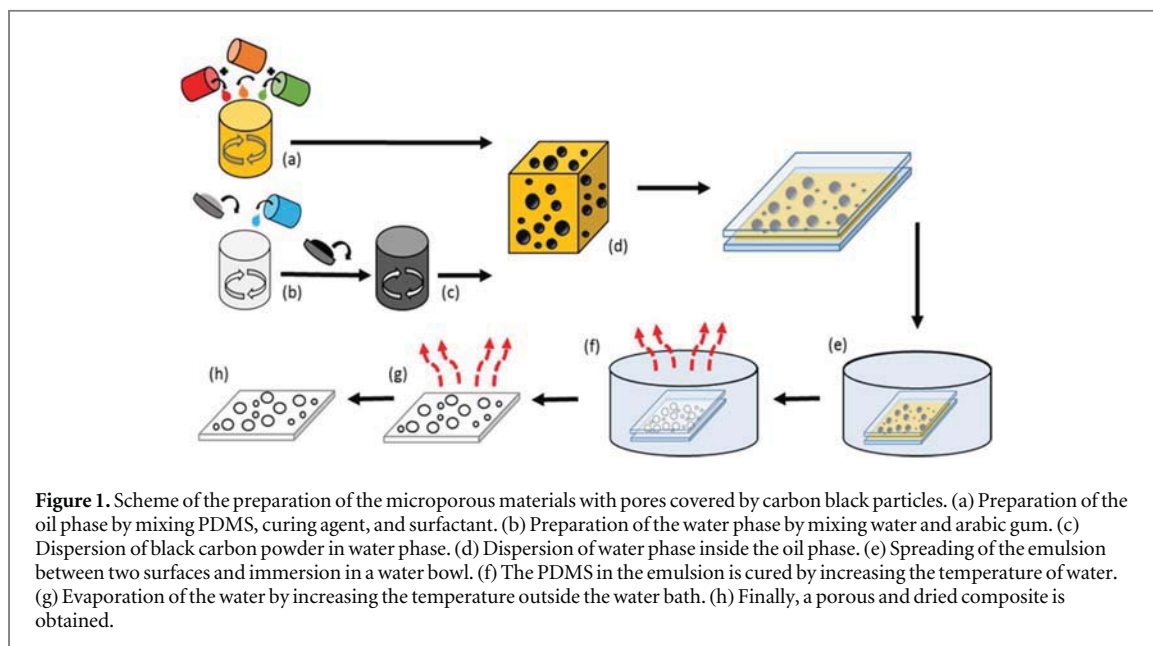 (a)
(b)
(c)
(d)
(e)
(f)
(g)
(h)
Figure 1. Scheme of the preparation of the microporous materials with pores covered by carbon black particles. (a) Preparation of the
oil phase by mixing PDMS, curing agent, and surfactant. (b) Preparation of the water phase by mixing water and arabic gum. (c)
Dispersion of black carbon powder in water phase. (d) Dispersion of water phase inside the oil phase. (e) Spreading of the emulsion
between two surfaces and immersion in a water bowl. (f) The PDMS in the emulsion is cured by increasing the temperature of water.
(g) Evaporation of the water by increasing the temperature outside the water bath. (h) Finally, a porous and dried composite is
obtained.